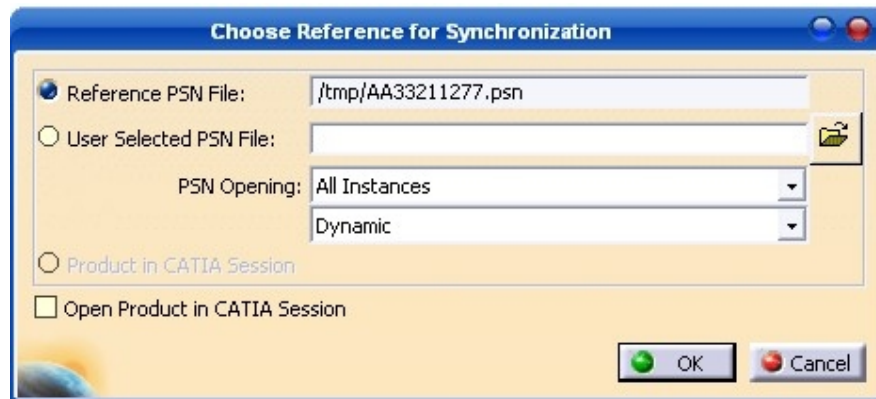 Choose Reference for Synchronization
Reference PSN File: /tmp/AA33211277.psn
User Selected PSN File:
PSN Opening: All Instances
Dynamic
Product in CATIA Session
Open Product in CATIA Session
OK Cancel